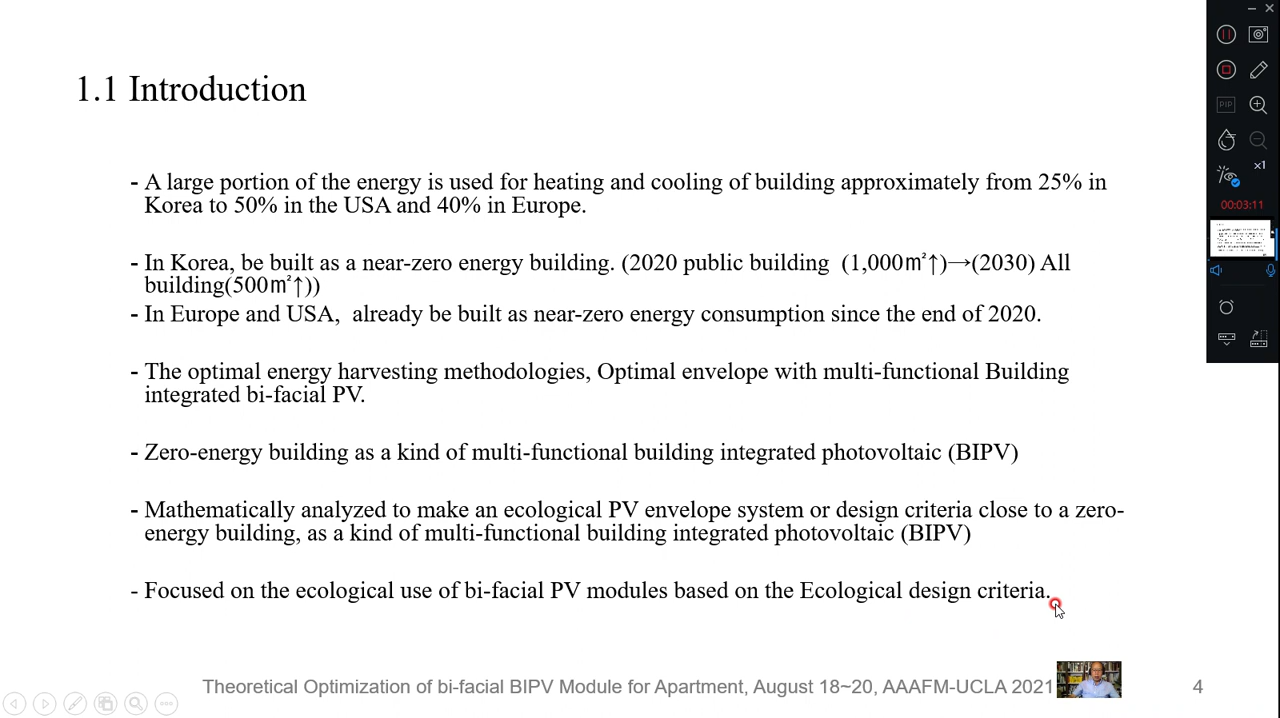 1.1 Introduction
- A large portion of the energy is used for heating and cooling of building approximately from 25% in
Korea to 50% in the USA and 40% in Europe.
- In Korea, be built as a near-zero energy building. (2020 public building (1,000㎡↑)→(2030) All
building(500㎡↑))
- In Europe and USA, already be built as near-zero energy consumption since the end of 2020.
- The optimal energy harvesting methodologies, Optimal envelope with multi-functional Building
integrated bi-facial PV.
- Zero-energy building as a kind of multi-functional building integrated photovoltaic (BIPV)
- Mathematically analyzed to make an ecological PV envelope system or design criteria close to a zero-
energy building, as a kind of multi-functional building integrated photovoltaic (BIPV)
- Focused on the ecological use of bi-facial PV modules based on the Ecological design criteria.
Theoretical Optimization of bi-facial BIPV Module for Apartment, August 18~20, AAAFM-UCLA 2021
4
PIP
x1
00:03:11